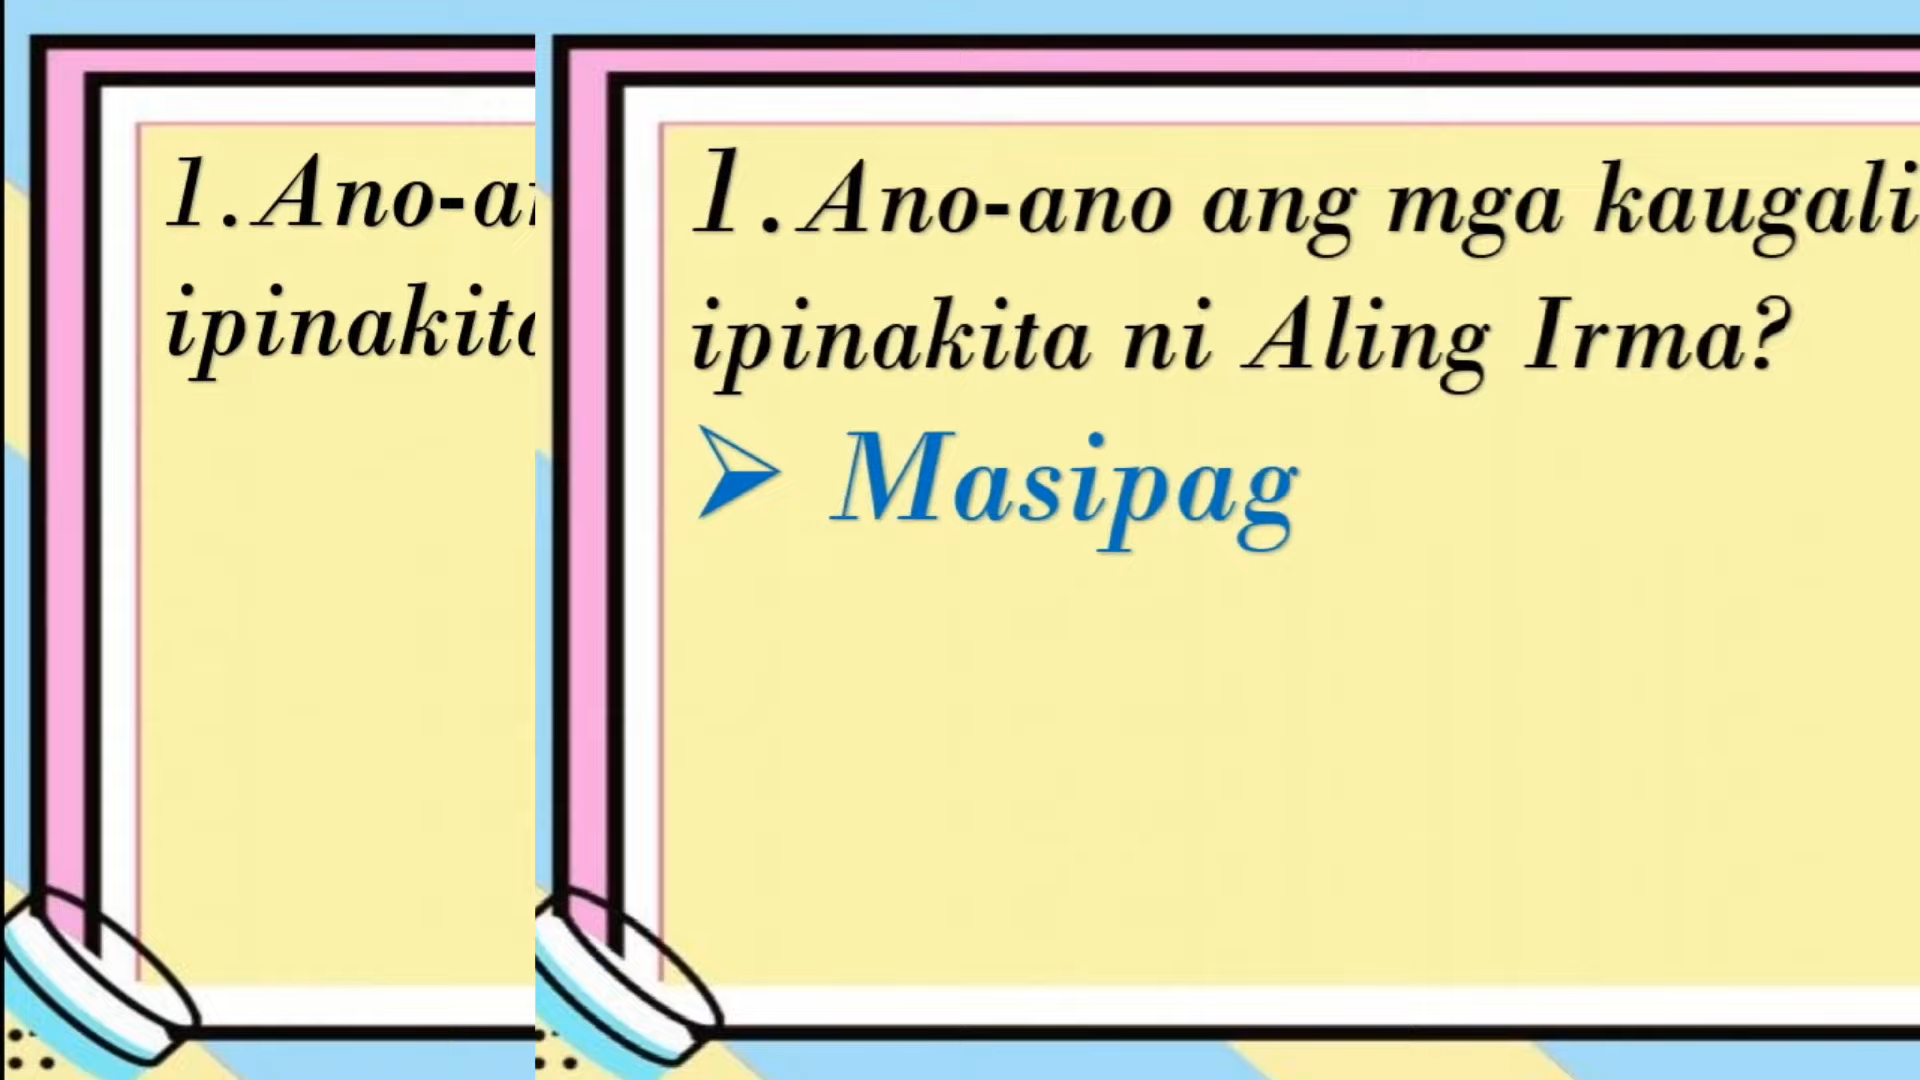 1.Ano-a
ipinakit
1.Ano-ano ang mga kaugali
ipinakita ni Aling Irma?
➢ Masipag